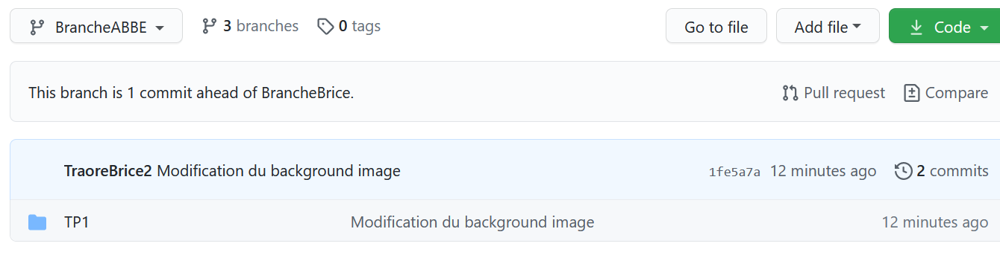 BrancheABBE 3 branches 0 tags Go to file Add file Code
This branch is 1 commit ahead of BrancheBrice. Pull request Compare
TraoreBrice2 Modification du background image 1fe5a7a 12 minutes ago 2 commits
TP1 Modification du background image 12 minutes ago